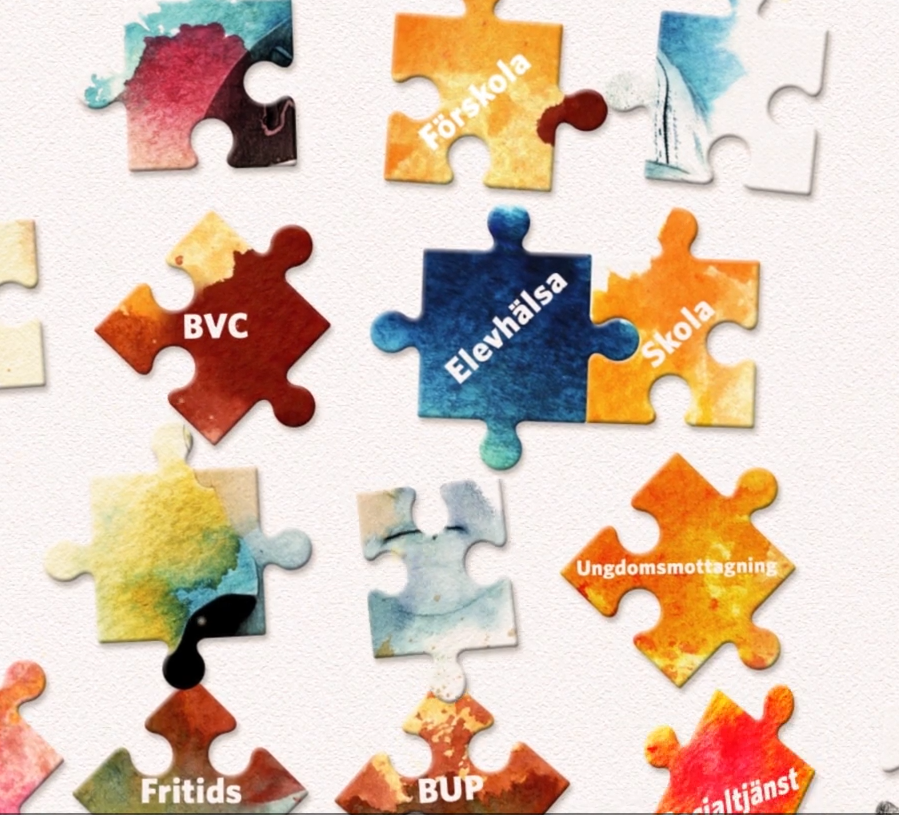 Förskola
BVC
Elevhälsa
Skola
Ungdomsmottagning
Fritids
BUP